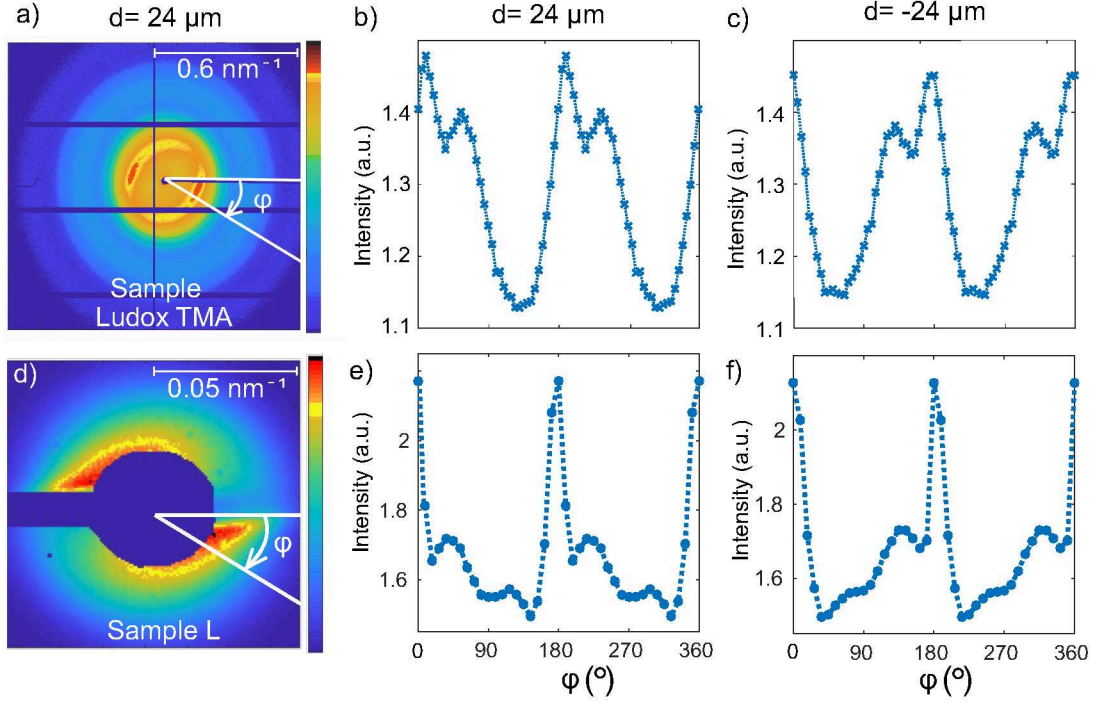 a)
d= 24 µm
b)
d= 24 µm
c)
d= -24 µm
0.6 nm⁻¹
φ
Sample
Ludox TMA
Intensity (a.u.)
1.4
1.3
1.2
1.1
Intensity (a.u.)
1.4
1.3
1.2
1.1
d)
0.05 nm⁻¹
φ
Sample L
e)
Intensity (a.u.)
2
1.8
1.6
0
90
180
270
360
φ (°)
f)
Intensity (a.u.)
2
1.8
1.6
0
90
180
270
360
φ (°)